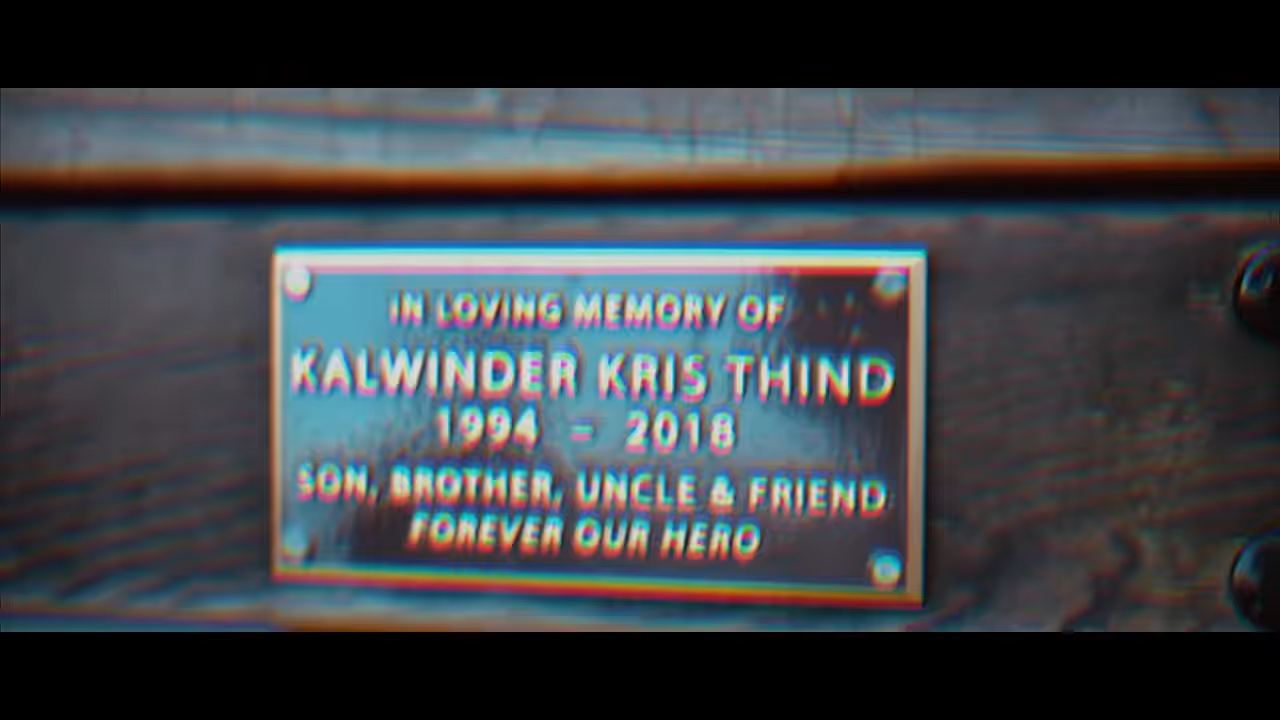 IN LOVING MEMORY OF
KALWINDER KRIS THIND
1994 - 2018
SON, BROTHER, UNCLE & FRIEND
FOREVER OUR HERO